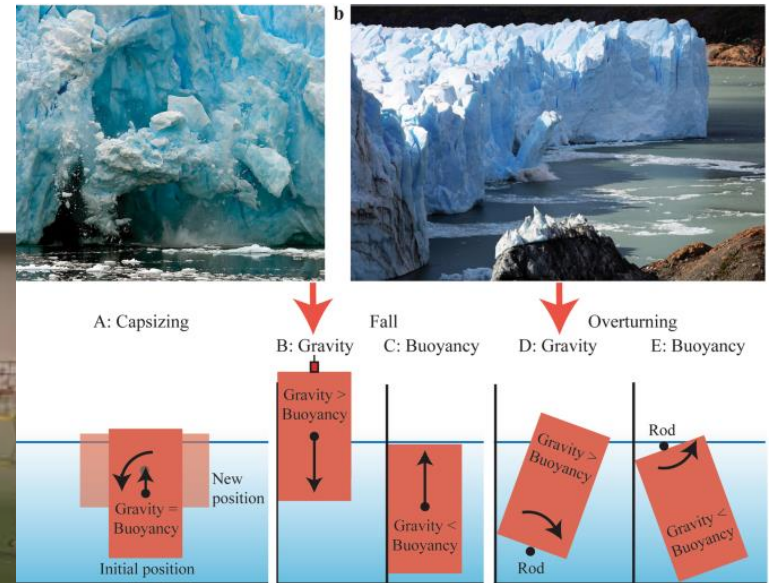 b
A: Capsizing
Fall
Overturning
B: Gravity
C: Buoyancy
D: Gravity
E: Buoyancy
Gravity >
Buoyancy
Gravity >
Buoyancy
Rod
New
position
Gravity =
Buoyancy
Gravity <
Buoyancy
Gravity <
Buoyancy
Initial position
Rod